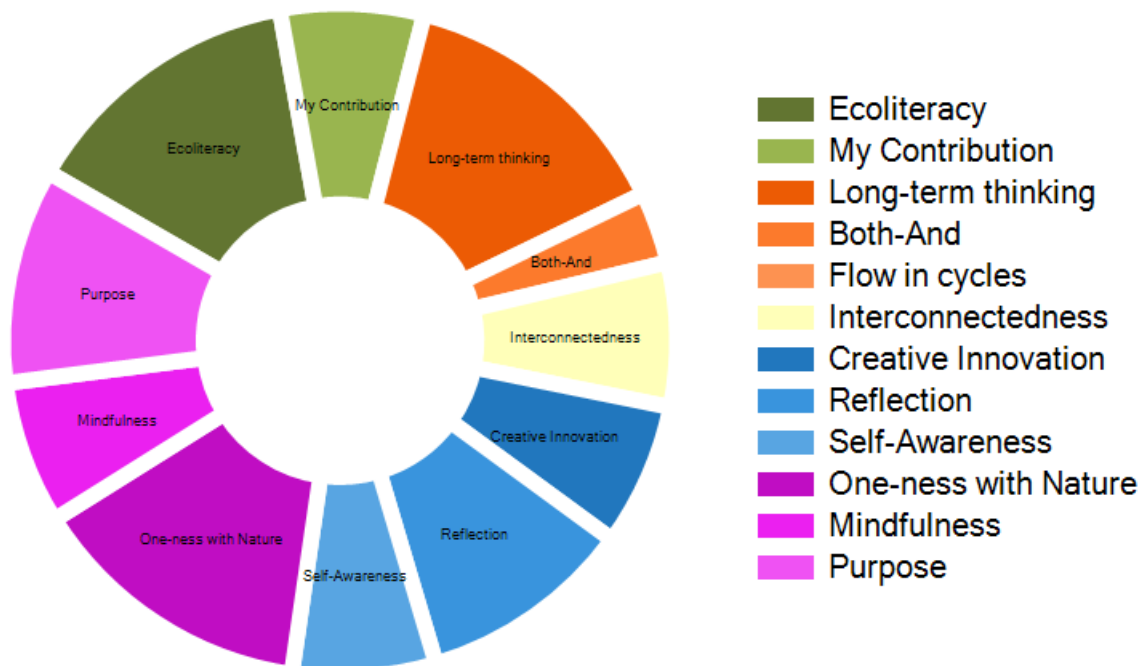 My Contribution
Ecoliteracy
Long-term thinking
Both-And
Purpose
Interconnectedness
Mindfulness
Creative Innovation
One-ness with Nature
Reflection
Self-Awareness
Ecoliteracy
My Contribution
Long-term thinking
Both-And
Flow in cycles
Interconnectedness
Creative Innovation
Reflection
Self-Awareness
One-ness with Nature
Mindfulness
Purpose